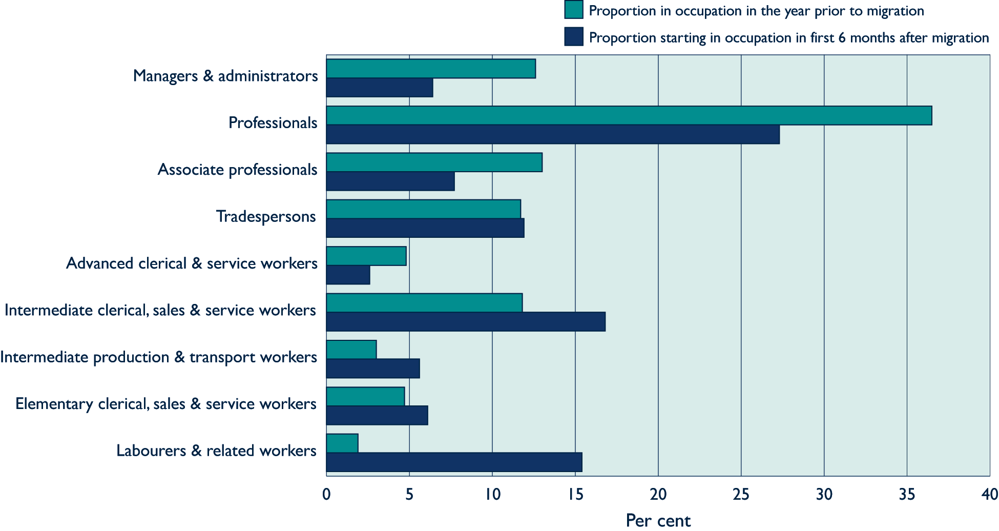 Proportion in occupation in the year prior to migration
Proportion starting in occupation in first 6 months after migration
Managers & administrators
Professionals
Associate professionals
Tradespersons
Advanced clerical & service workers
Intermediate clerical, sales & service workers
Intermediate production & transport workers
Elementary clerical, sales & service workers
Labourers & related workers
0 5 10 15 20 25 30 35 40
Per cent